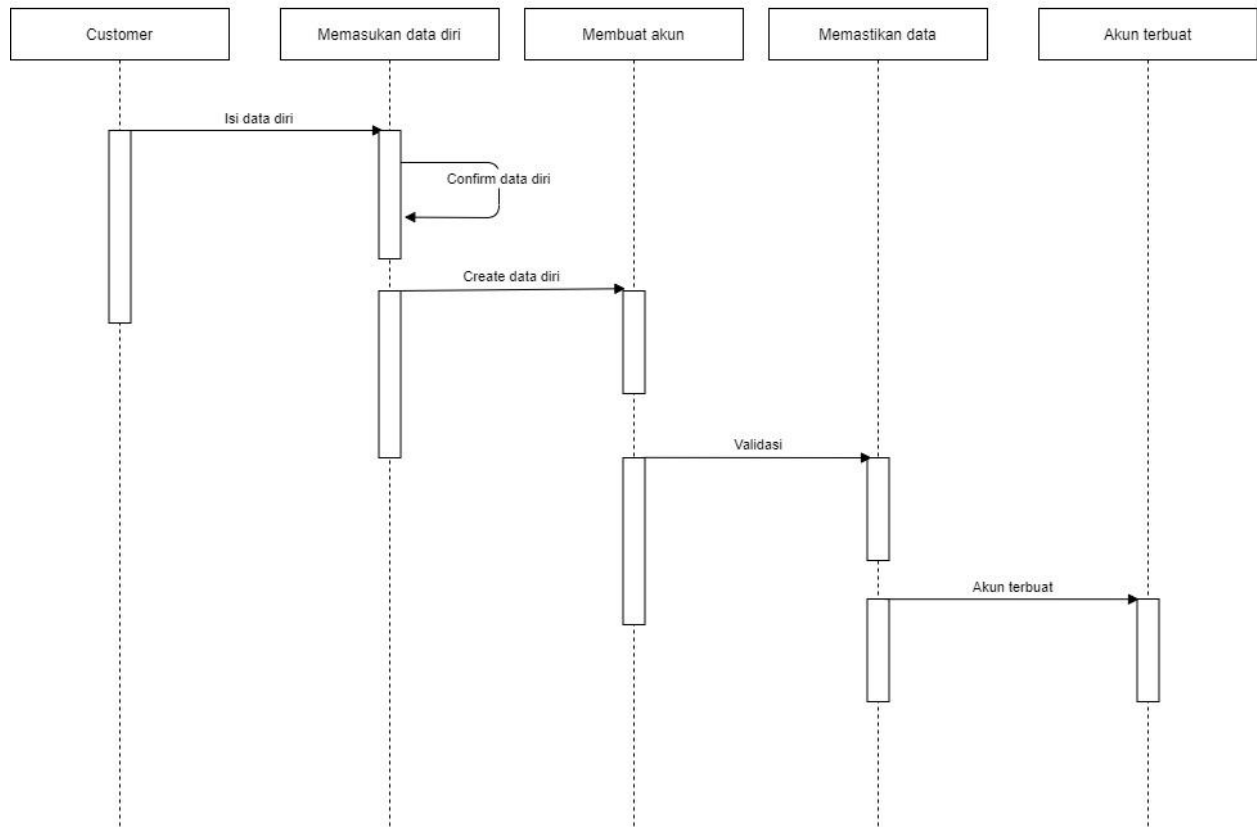 Customer
Memasukan data diri
Membuat akun
Memastikan data
Akun terbuat
Isi data diri
Confirm data diri
Create data diri
Validasi
Akun terbuat